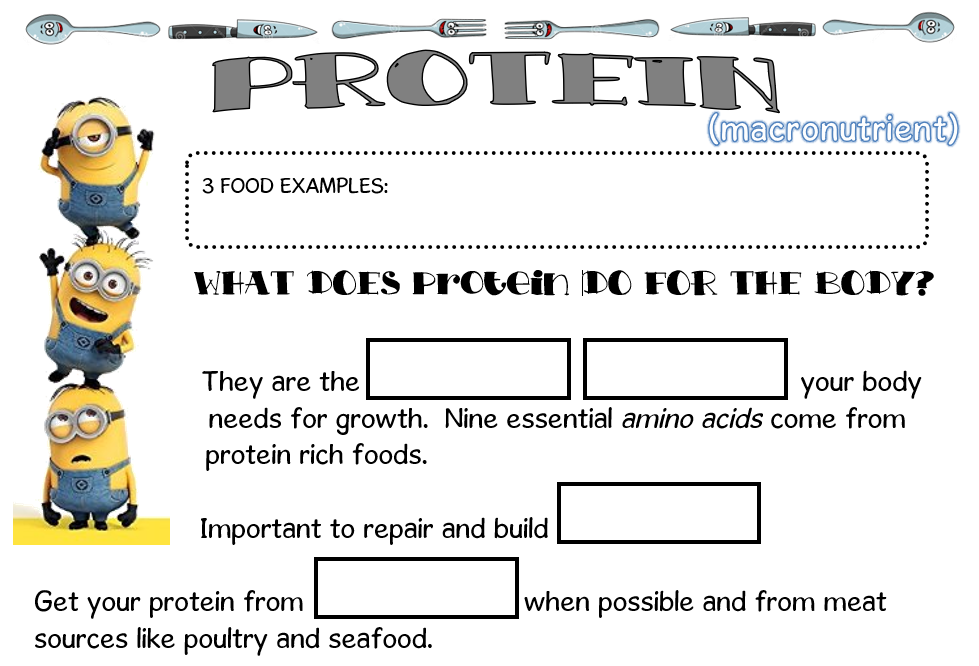 PROTEIN
(macronutrient)
3 FOOD EXAMPLES:
WHAT DOES Protein DO FOR THE BODY?
They are the your body
needs for growth. Nine essential amino acids come from
protein rich foods.
Important to repair and build
Get your protein from when possible and from meat
sources like poultry and seafood.